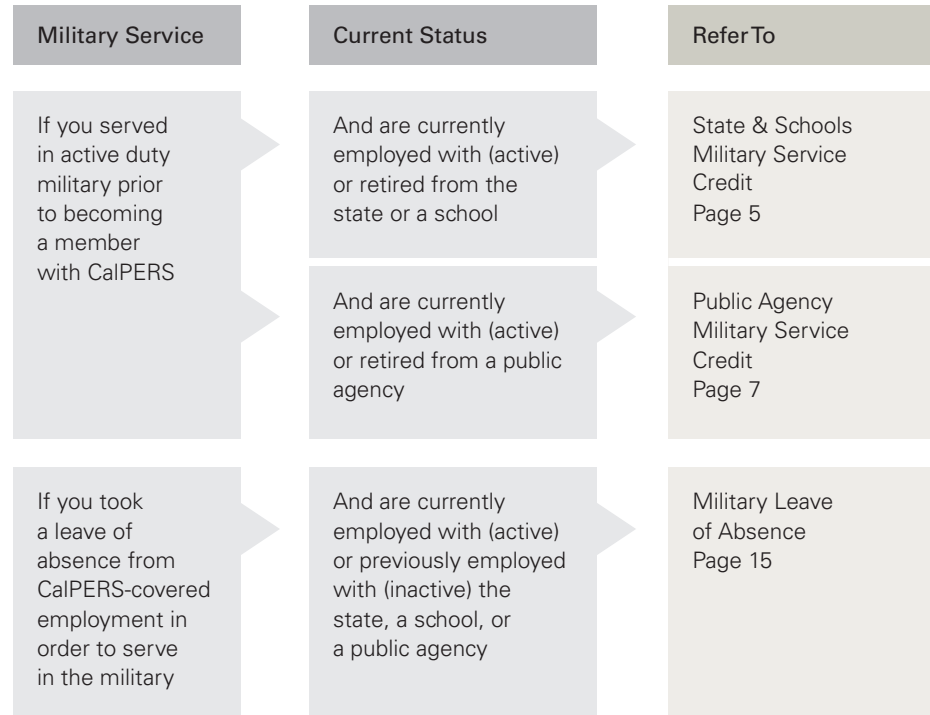 Military Service
Current Status
Refer To
If you served
in active duty
military prior
to becoming
a member
with CalPERS
And are currently
employed with (active)
or retired from the
state or a school
State & Schools
Military Service
Credit
Page 5
And are currently
employed with (active)
or retired from a public
agency
Public Agency
Military Service
Credit
Page 7
If you took
a leave of
absence from
CalPERS-covered
employment in
order to serve
in the military
And are currently
employed with (active)
or previously employed
with (inactive) the
state, a school, or
a public agency
Military Leave
of Absence
Page 15